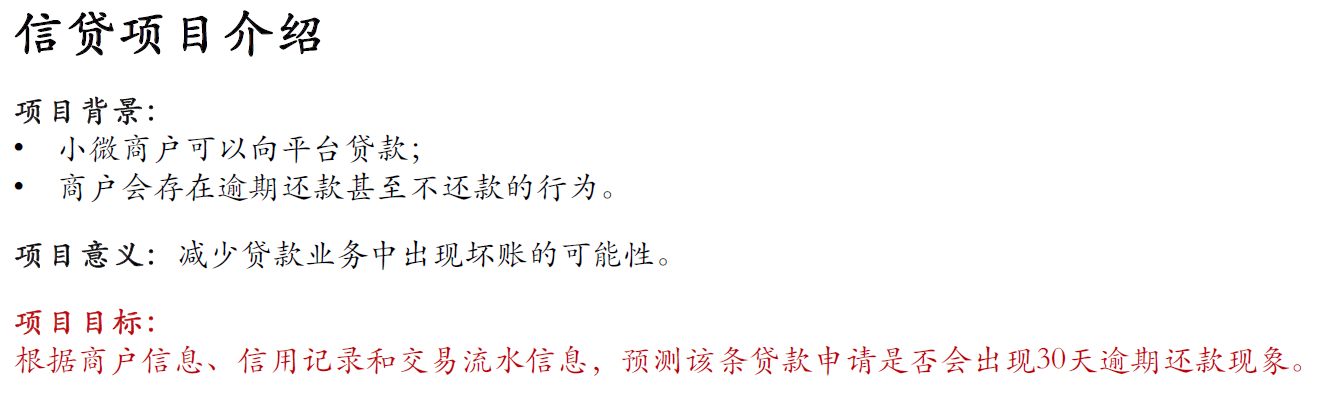 信贷项目介绍
项目背景：
• 小微商户可以向平台贷款；
• 商户会存在逾期还款甚至不还款的行为。
项目意义：减少贷款业务中出现坏账的可能性。
项目目标：
根据商户信息、信用记录和交易流水信息，预测该条贷款申请是否会出现30天逾期还款现象。